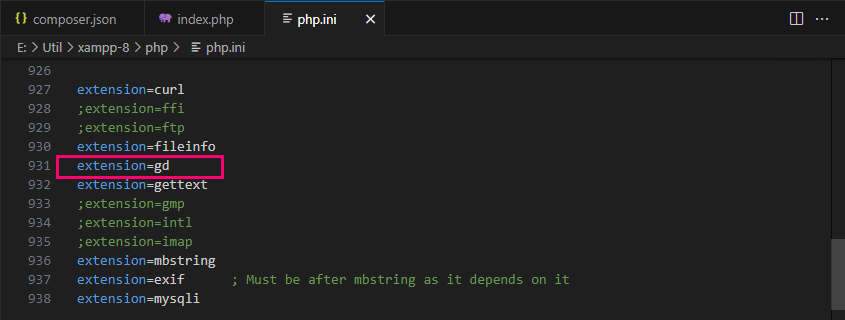 composer.json index.php php.ini
E: > Util > xampp-8 > php > php.ini
926
927 extension=curl
928 ;extension=ffi
929 ;extension=ftp
930 extension=fileinfo
931 extension=gd
932 extension=gettext
933 ;extension=gmp
934 ;extension=intl
935 ;extension=imap
936 extension=mbstring
937 extension=exif ; Must be after mbstring as it depends on it
938 extension=mysqli